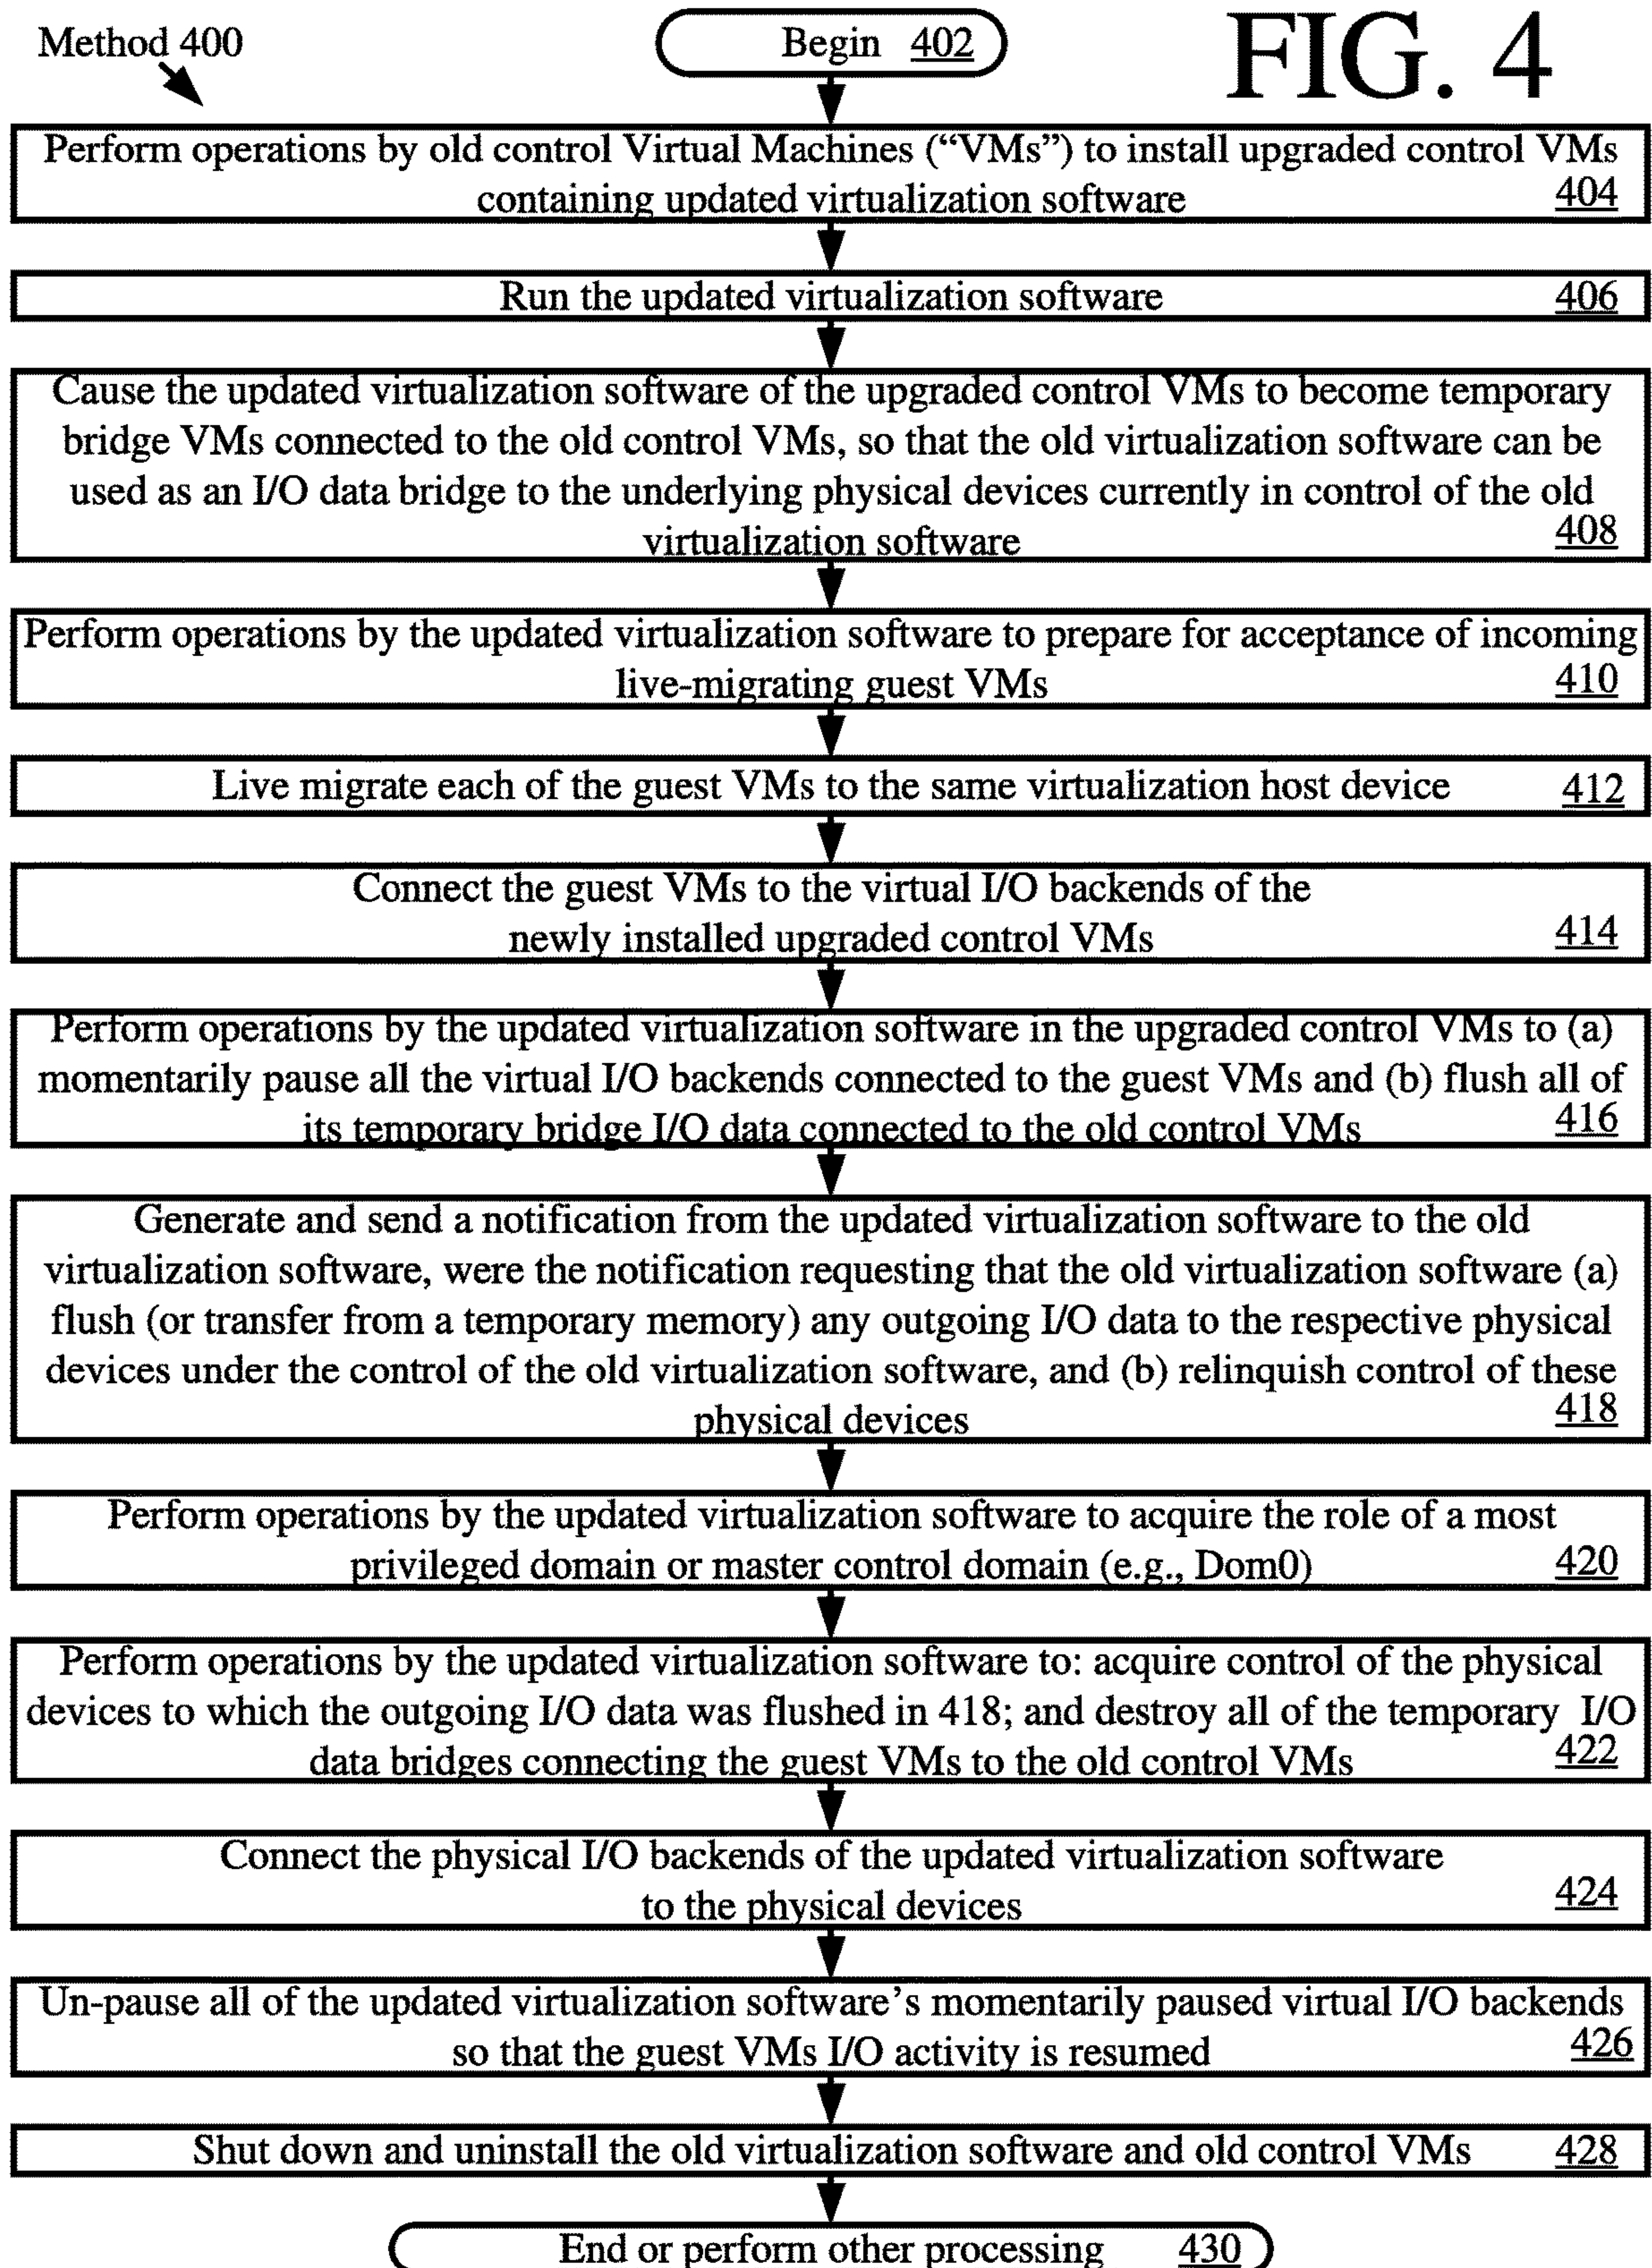 Method 400
Begin 402
FIG. 4
Perform operations by old control Virtual Machines (“VMs”) to install upgraded control VMs
containing updated virtualization software 404
Run the updated virtualization software 406
Cause the updated virtualization software of the upgraded control VMs to become temporary
bridge VMs connected to the old control VMs, so that the old virtualization software can be
used as an I/O data bridge to the underlying physical devices currently in control of the old
virtualization software 408
Perform operations by the updated virtualization software to prepare for acceptance of incoming
live-migrating guest VMs 410
Live migrate each of the guest VMs to the same virtualization host device 412
Connect the guest VMs to the virtual I/O backends of the
newly installed upgraded control VMs 414
Perform operations by the updated virtualization software in the upgraded control VMs to (a)
momentarily pause all the virtual I/O backends connected to the guest VMs and (b) flush all of
its temporary bridge I/O data connected to the old control VMs 416
Generate and send a notification from the updated virtualization software to the old
virtualization software, were the notification requesting that the old virtualization software (a)
flush (or transfer from a temporary memory) any outgoing I/O data to the respective physical
devices under the control of the old virtualization software, and (b) relinquish control of these
physical devices 418
Perform operations by the updated virtualization software to acquire the role of a most
privileged domain or master control domain (e.g., Dom0) 420
Perform operations by the updated virtualization software to: acquire control of the physical
devices to which the outgoing I/O data was flushed in 418; and destroy all of the temporary I/O
data bridges connecting the guest VMs to the old control VMs 422
Connect the physical I/O backends of the updated virtualization software
to the physical devices 424
Un-pause all of the updated virtualization software’s momentarily paused virtual I/O backends
so that the guest VMs I/O activity is resumed 426
Shut down and uninstall the old virtualization software and old control VMs 428
End or perform other processing 430